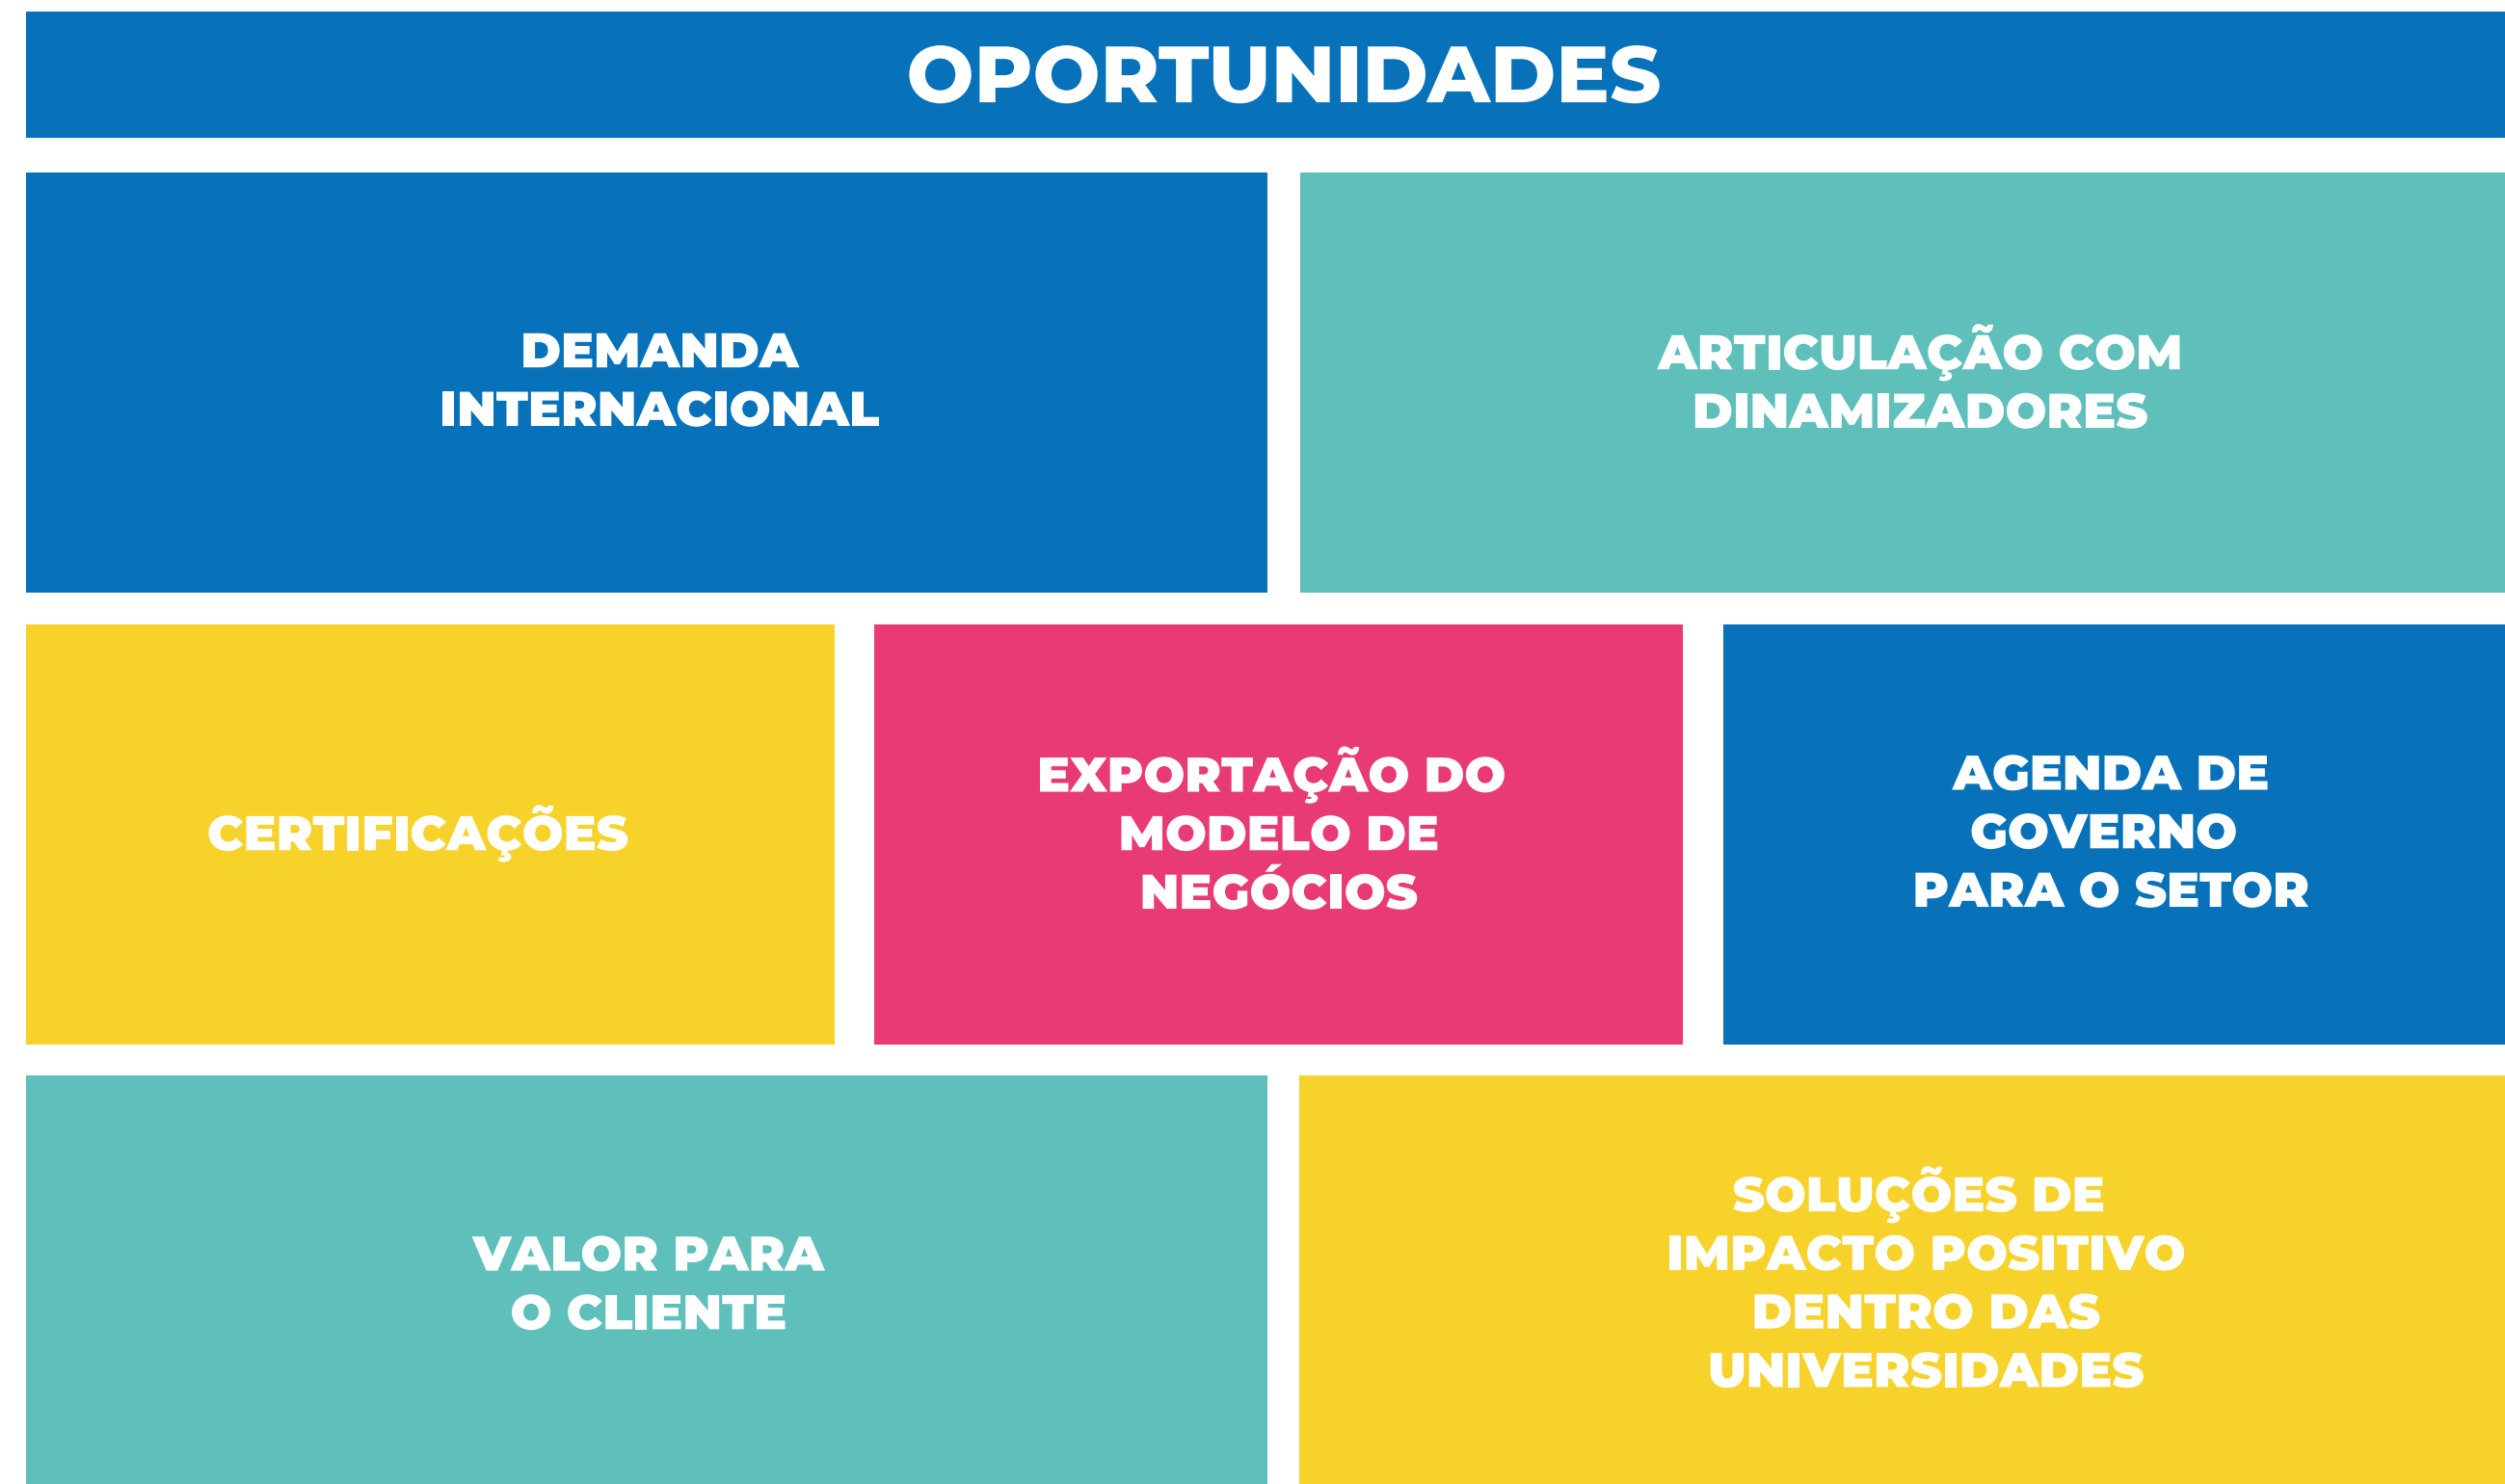 OPORTUNIDADES
DEMANDA
INTERNACIONAL
ARTICULAÇÃO COM
DINAMIZADORES
CERTIFICAÇÕES
EXPORTAÇÃO DO
MODELO DE
NEGÓCIOS
AGENDA DE
GOVERNO
PARA O SETOR
VALOR PARA
O CLIENTE
SOLUÇÕES DE
IMPACTO POSITIVO
DENTRO DAS
UNIVERSIDADES